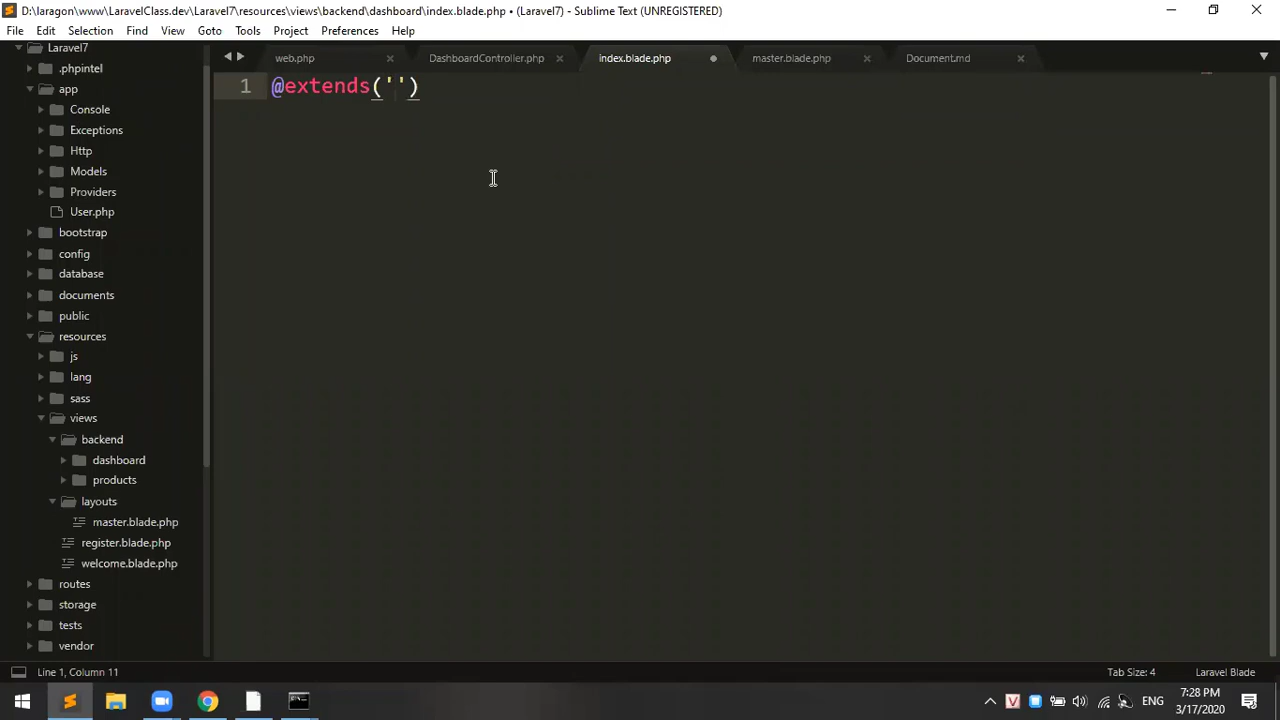 D:\laragon\www\LaravelClass.dev\Laravel7\resources\views\backend\dashboard\index.blade.php • (Laravel7) - Sublime Text (UNREGISTERED)
File Edit Selection Find View Goto Tools Project Preferences Help
Laravel7
.phpintel
app
Console
Exceptions
Http
Models
Providers
User.php
bootstrap
config
database
documents
public
resources
js
lang
sass
views
backend
dashboard
products
layouts
master.blade.php
register.blade.php
welcome.blade.php
routes
storage
tests
vendor
web.php DashboardController.php index.blade.php master.blade.php Document.md
1 @extends('')
Line 1, Column 11 Tab Size: 4 Laravel Blade
ENG 7:28 PM
3/17/2020